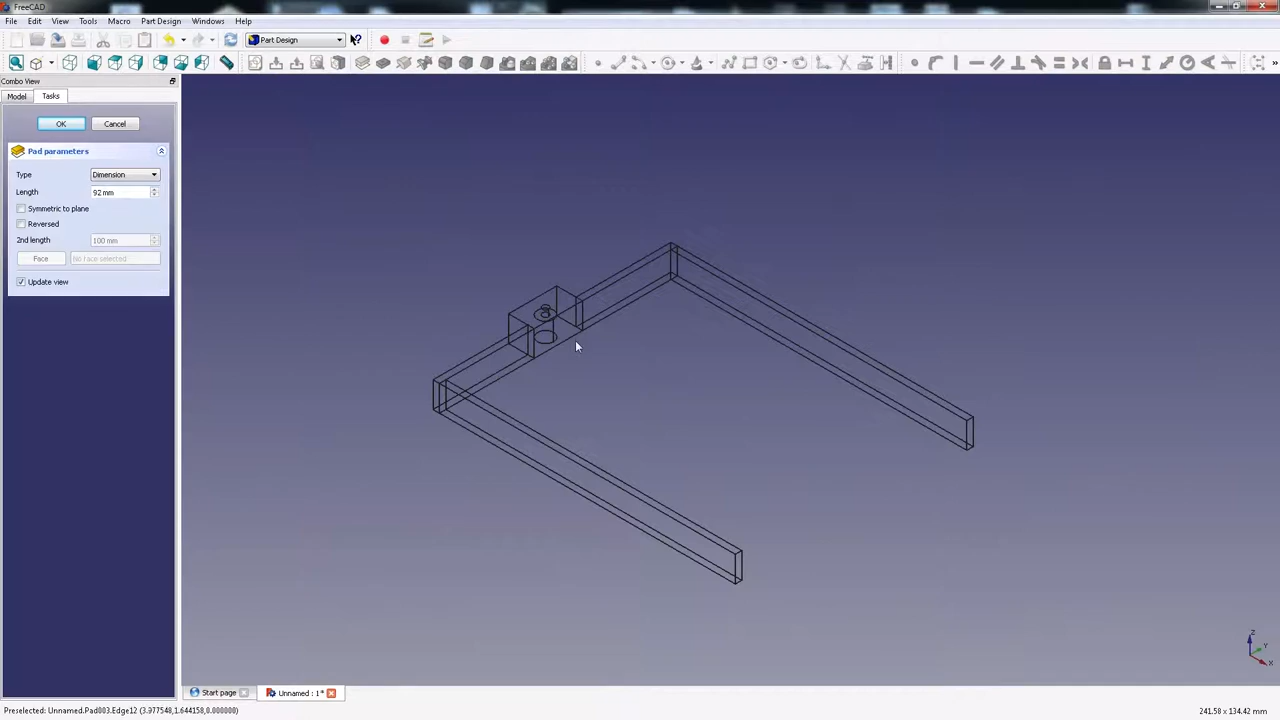 FreeCAD
File Edit View Tools Macro Part Design Windows Help
Part Design
Combo View
Model Tasks
OK Cancel
Pad parameters
Type Dimension
Length 92 mm
Symmetric to plane
Reversed
2nd length 100 mm
Face No face selected
Update view
Z
Y
X
Start page Unnamed : 1*
Preselected: Unnamed.Pad003.Edge12 (3.977548,1.644158,0.000000) 241.58 x 134.42 mm